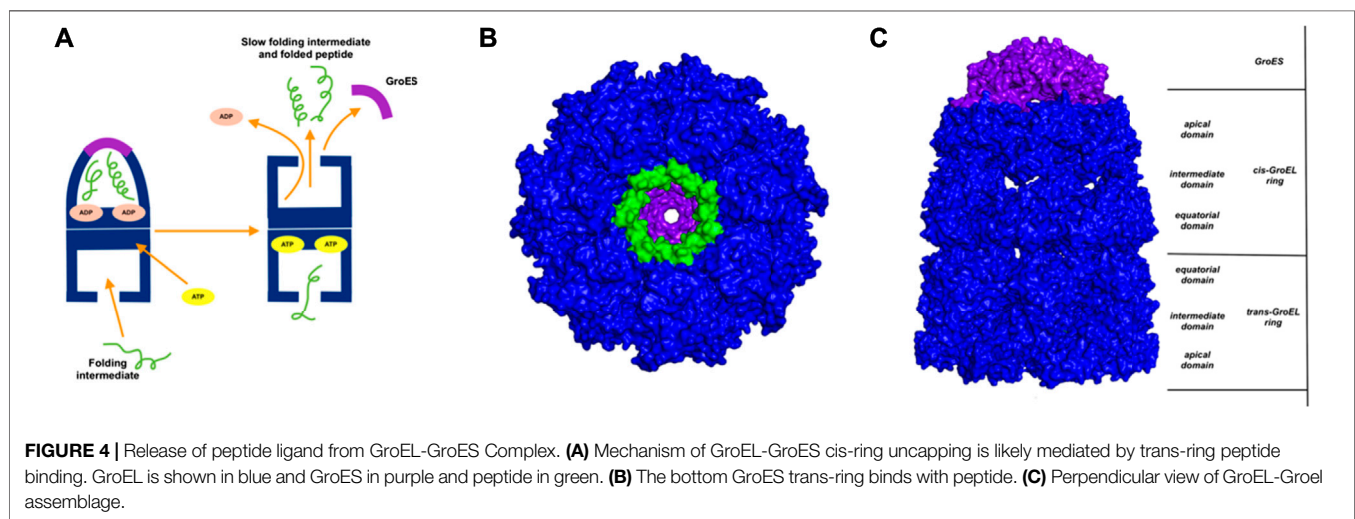 A
B
C
Slow folding intermediate
and folded peptide
GroES
ADP
ADP
ADP
ATP
ATP
ATP
Folding
intermediate
GroES
apical
domain
intermediate
domain
cis-GroEL
ring
equatorial
domain
equatorial
domain
intermediate
domain
trans-GroEL
ring
apical
domain
FIGURE 4 | Release of peptide ligand from GroEL-GroES Complex. (A) Mechanism of GroEL-GroES cis-ring uncapping is likely mediated by trans-ring peptide
binding. GroEL is shown in blue and GroES in purple and peptide in green. (B) The bottom GroES trans-ring binds with peptide. (C) Perpendicular view of GroEL-Groel
assemblage.